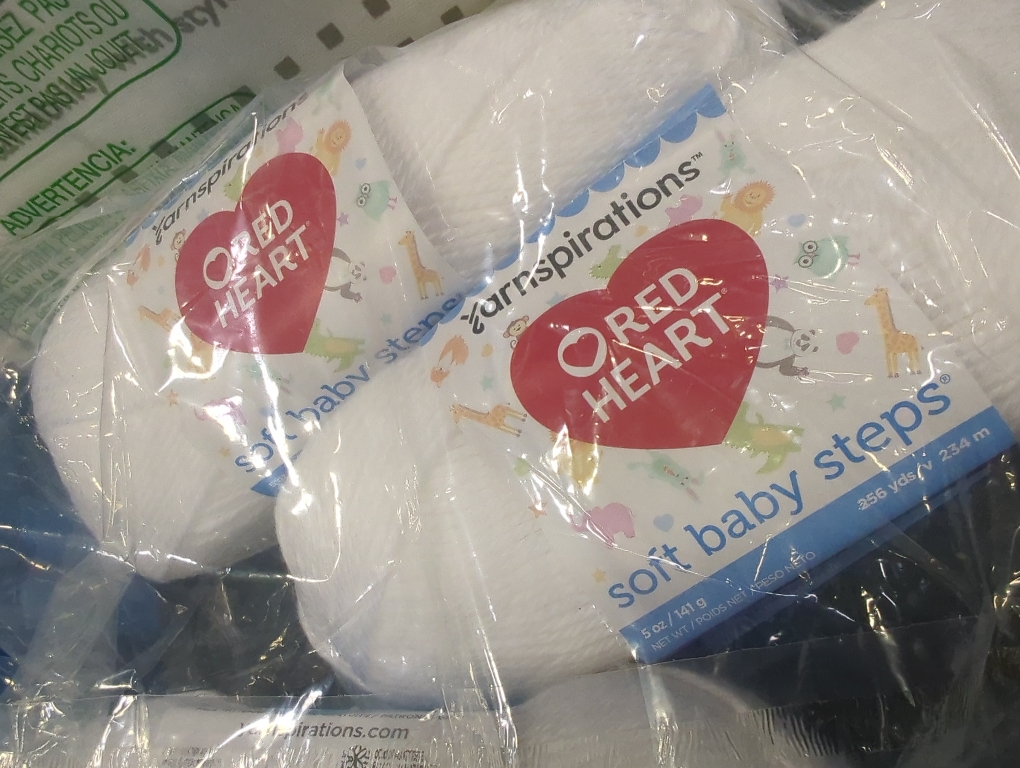 CHARIOTS OU
ADVERTENCIA:
Yarnspirations
RED
HEART
soft baby steps
Yarnspirations™
RED
HEART®
soft baby steps®
256 yds / 234 m
5 oz / 141 g
NET WT / POIDS NET / PESO NETO
Yarnspirations.com